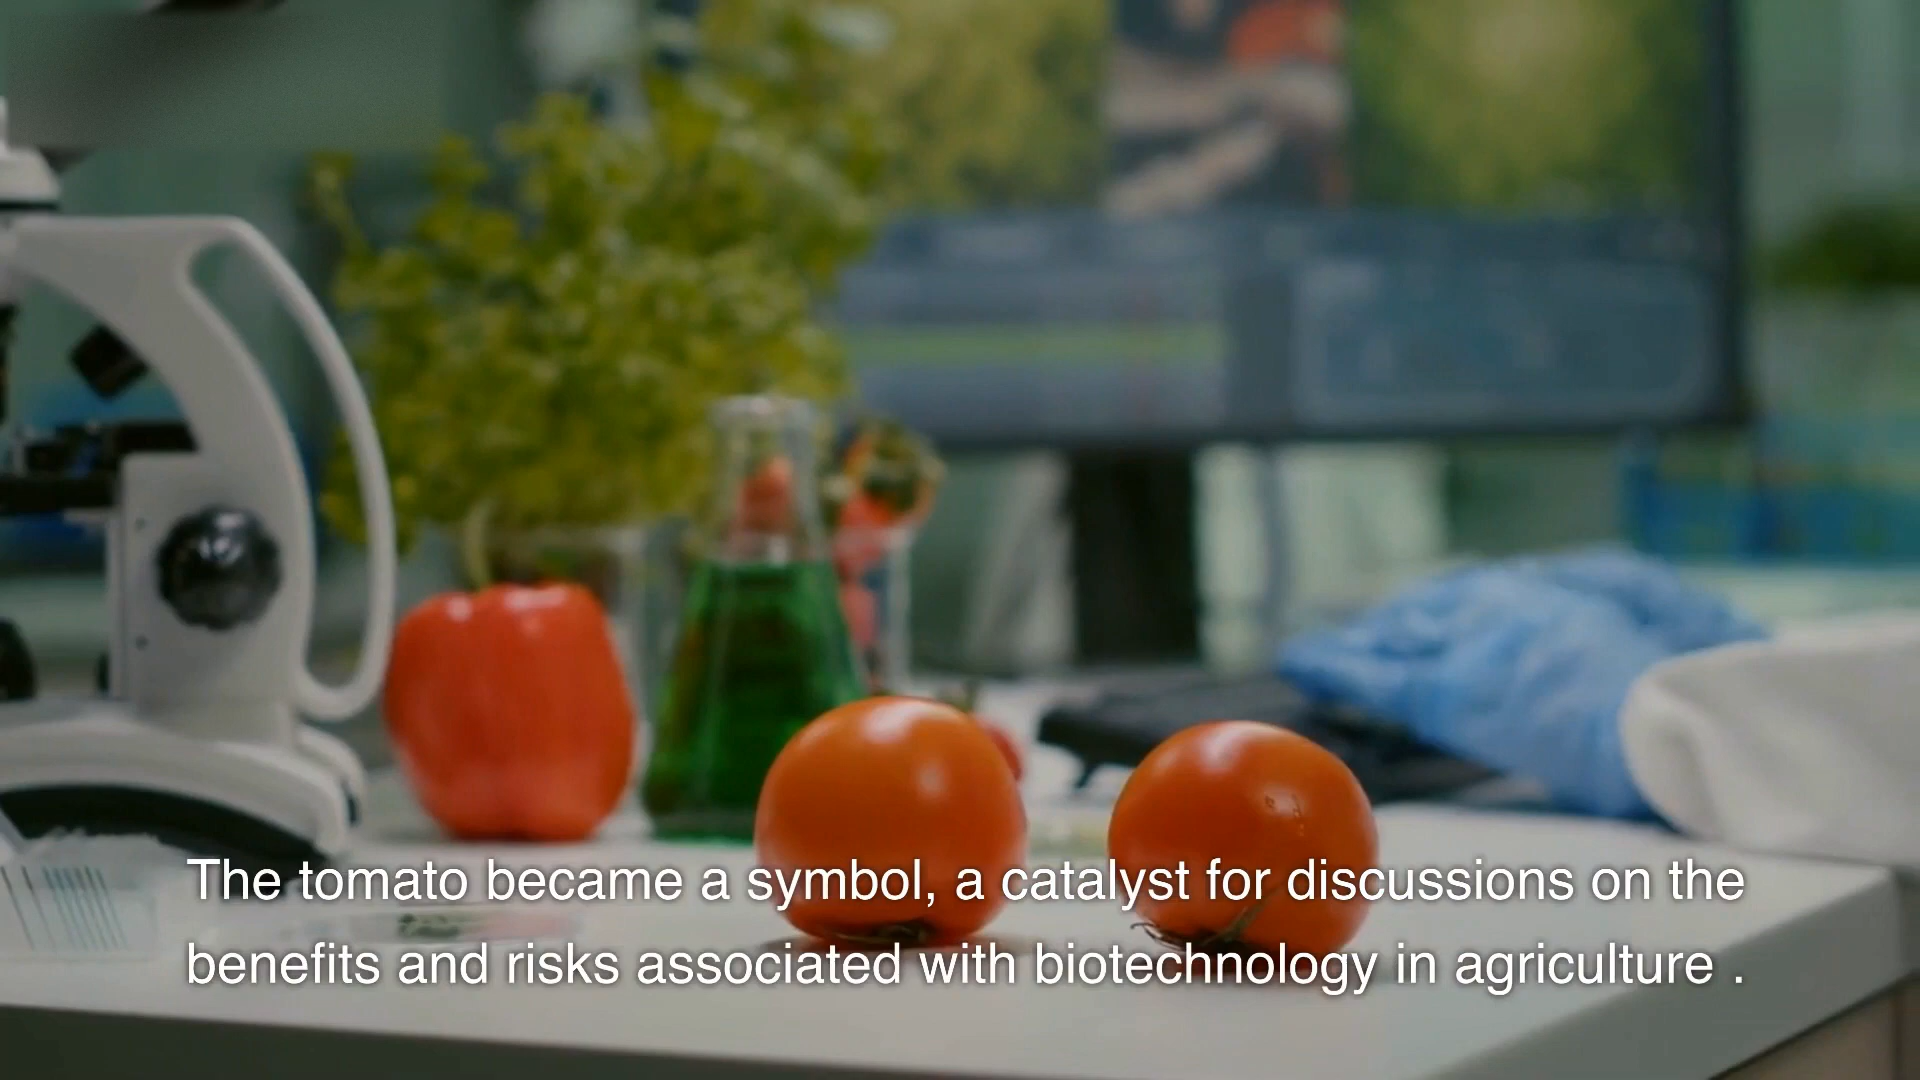 The tomato became a symbol, a catalyst for discussions on the
benefits and risks associated with biotechnology in agriculture .